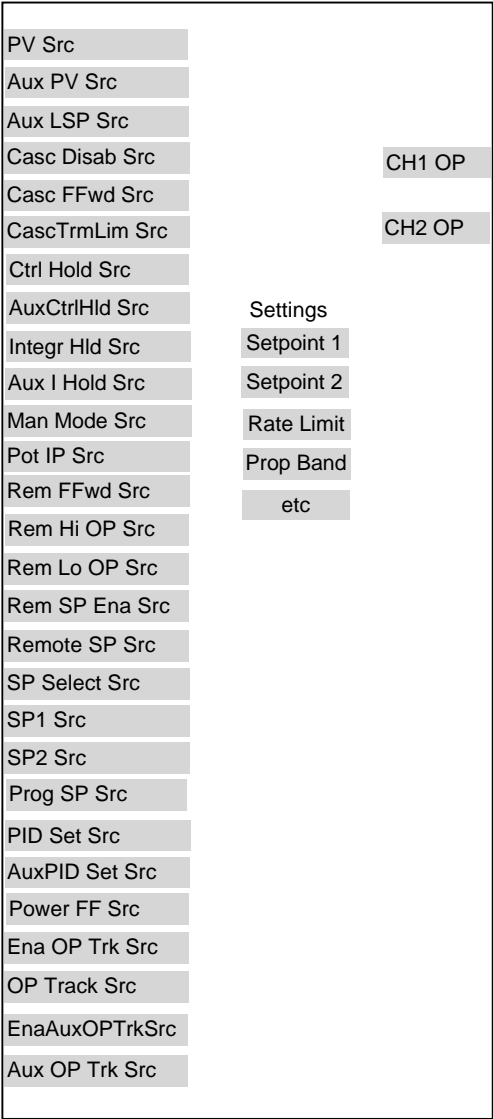 PV Src
Aux PV Src
Aux LSP Src
Casc Disab Src
Casc FFwd Src
CascTrmLim Src
Ctrl Hold Src
AuxCtrlHld Src
Integr Hld Src
Aux I Hold Src
Man Mode Src
Pot IP Src
Rem FFwd Src
Rem Hi OP Src
Rem Lo OP Src
Rem SP Ena Src
Remote SP Src
SP Select Src
SP1 Src
SP2 Src
Prog SP Src
PID Set Src
AuxPID Set Src
Power FF Src
Ena OP Trk Src
OP Track Src
EnaAuxOPTrkSrc
Aux OP Trk Src
Settings
Setpoint 1
Setpoint 2
Rate Limit
Prop Band
etc
CH1 OP
CH2 OP